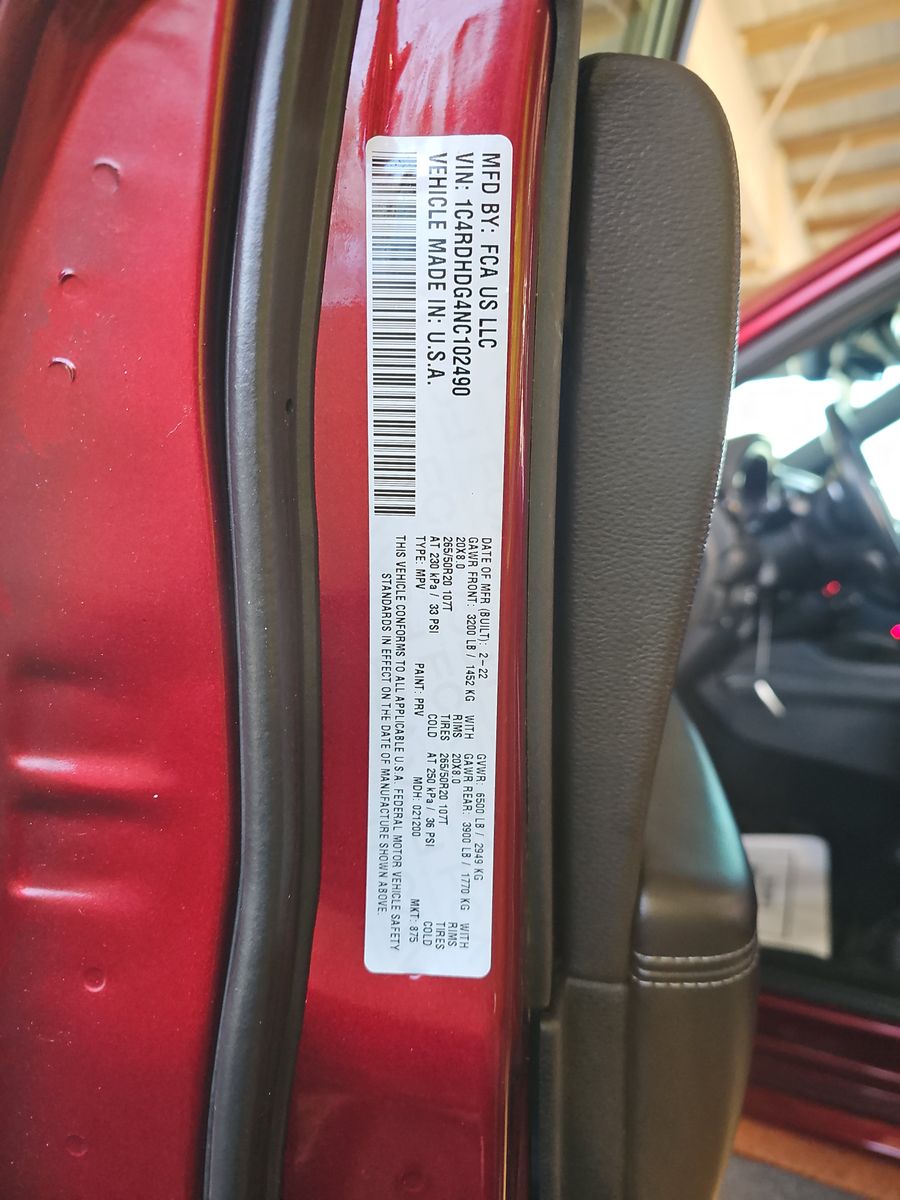 MFD BY: FCA US LLC
VIN: 1C4RDHDG4NC102490
VEHICLE MADE IN: U.S.A.
DATE OF MFR (BUILT): 2-22 GVWR: 6500 LB / 2949 KG
GAWR FRONT: 3200 LB / 1452 KG WITH GAWR REAR: 3900 LB / 1770 KG WITH
20X8.0 RIMS 20X8.0 RIMS
265/50R20 107T TIRES 265/50R20 107T TIRES
AT 230 kPa / 33 PSI COLD AT 250 kPa / 36 PSI COLD
TYPE: MPV PAINT: PRV MDH: 021200 MKT: 875
THIS VEHICLE CONFORMS TO ALL APPLICABLE U.S.A. FEDERAL MOTOR VEHICLE SAFETY
STANDARDS IN EFFECT ON THE DATE OF MANUFACTURE SHOWN ABOVE.